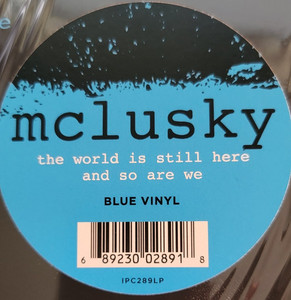 mclusky
the world is still here
and so are we
BLUE VINYL
6 89230 02891 8
IPC289LP